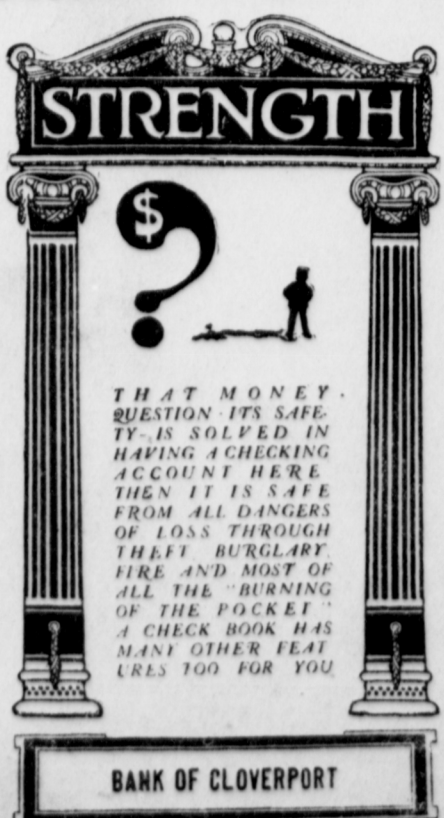 STRENGTH
$
?
THAT MONEY
QUESTION - ITS SAFE-
TY - IS SOLVED IN
HAVING A CHECKING
ACCOUNT HERE
THEN IT IS SAFE
FROM ALL DANGERS
OF LOSS THROUGH
THEFT, BURGLARY,
FIRE AND MOST OF
ALL THE "BURNING
OF THE POCKET"
A CHECK BOOK HAS
MANY OTHER FEAT
URES TOO FOR YOU
BANK OF CLOVERPORT